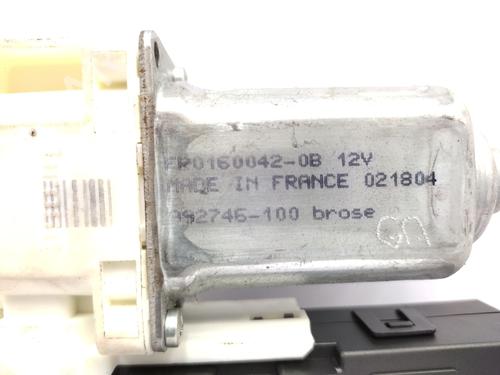 FR0160042-0B 12V
MADE IN FRANCE 021804
992746-100 brose